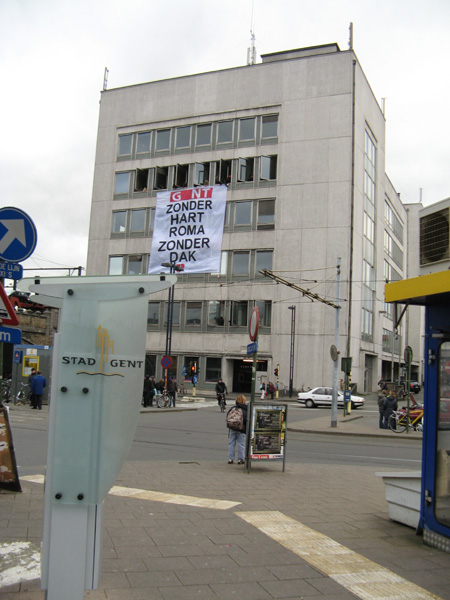 G NT
ZONDER
HART
ROMA
ZONDER
DAK
STAD GENT